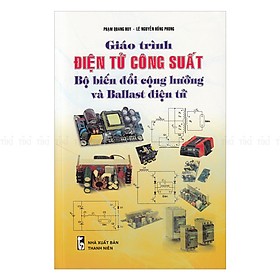 PHẠM QUANG HUY - LÊ NGUYỄN HỒNG PHONG
Giáo trình
ĐIỆN TỬ CÔNG SUẤT
Bộ biến đổi cộng hưởng
và Ballast điện tử
NHÀ XUẤT BẢN
THANH NIÊN